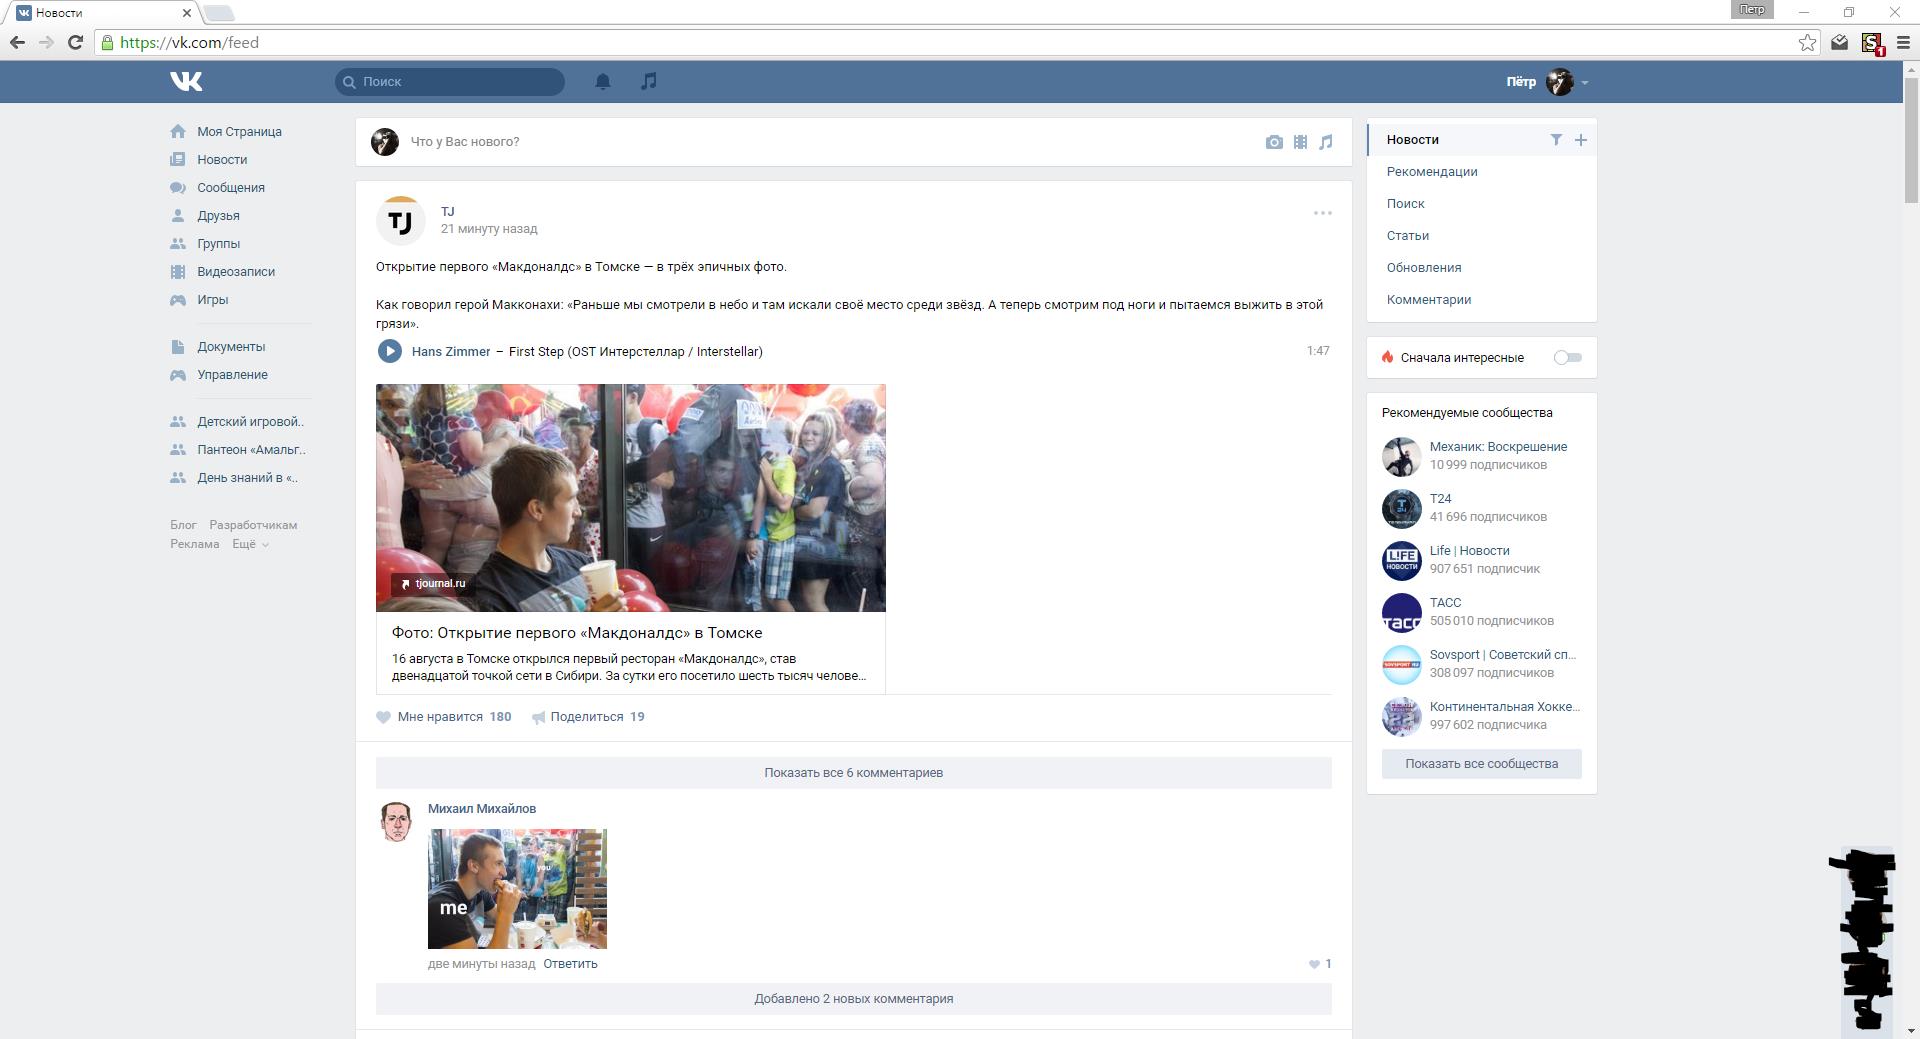 Новости
Петр
https://vk.com/feed
Поиск
Пётр
Моя Страница
Новости
Сообщения
Друзья
Группы
Видеозаписи
Игры
Документы
Управление
Детский игровой..
Пантеон «Амальг..
День знаний в «..
Блог Разработчикам
Реклама Ещё
Что у Вас нового?
TJ
TJ
21 минуту назад
Открытие первого «Макдоналдс» в Томске — в трёх эпичных фото.
Как говорил герой Макконахи: «Раньше мы смотрели в небо и там искали своё место среди звёзд. А теперь смотрим под ноги и пытаемся выжить в этой
грязи».
Hans Zimmer – First Step (OST Интерстеллар / Interstellar) 1:47
tjournal.ru
Фото: Открытие первого «Макдоналдс» в Томске
16 августа в Томске открылся первый ресторан «Макдоналдс», став
двенадцатой точкой сети в Сибири. За сутки его посетило шесть тысяч челове...
Мне нравится 180 Поделиться 19
Показать все 6 комментариев
Михаил Михайлов
you
me
две минуты назад Ответить 1
Добавлено 2 новых комментария
Новости
Рекомендации
Поиск
Статьи
Обновления
Комментарии
Сначала интересные
Рекомендуемые сообщества
Механик: Воскрешение
10 999 подписчиков
T24
41 696 подписчиков
L!FE
НОВОСТИ
Life | Новости
907 651 подписчик
ТАСС
ТАСС
505 010 подписчиков
SOVSPORT RU
Sovsport | Советский сп...
308 097 подписчиков
Континентальная Хокке...
997 602 подписчика
Показать все сообщества